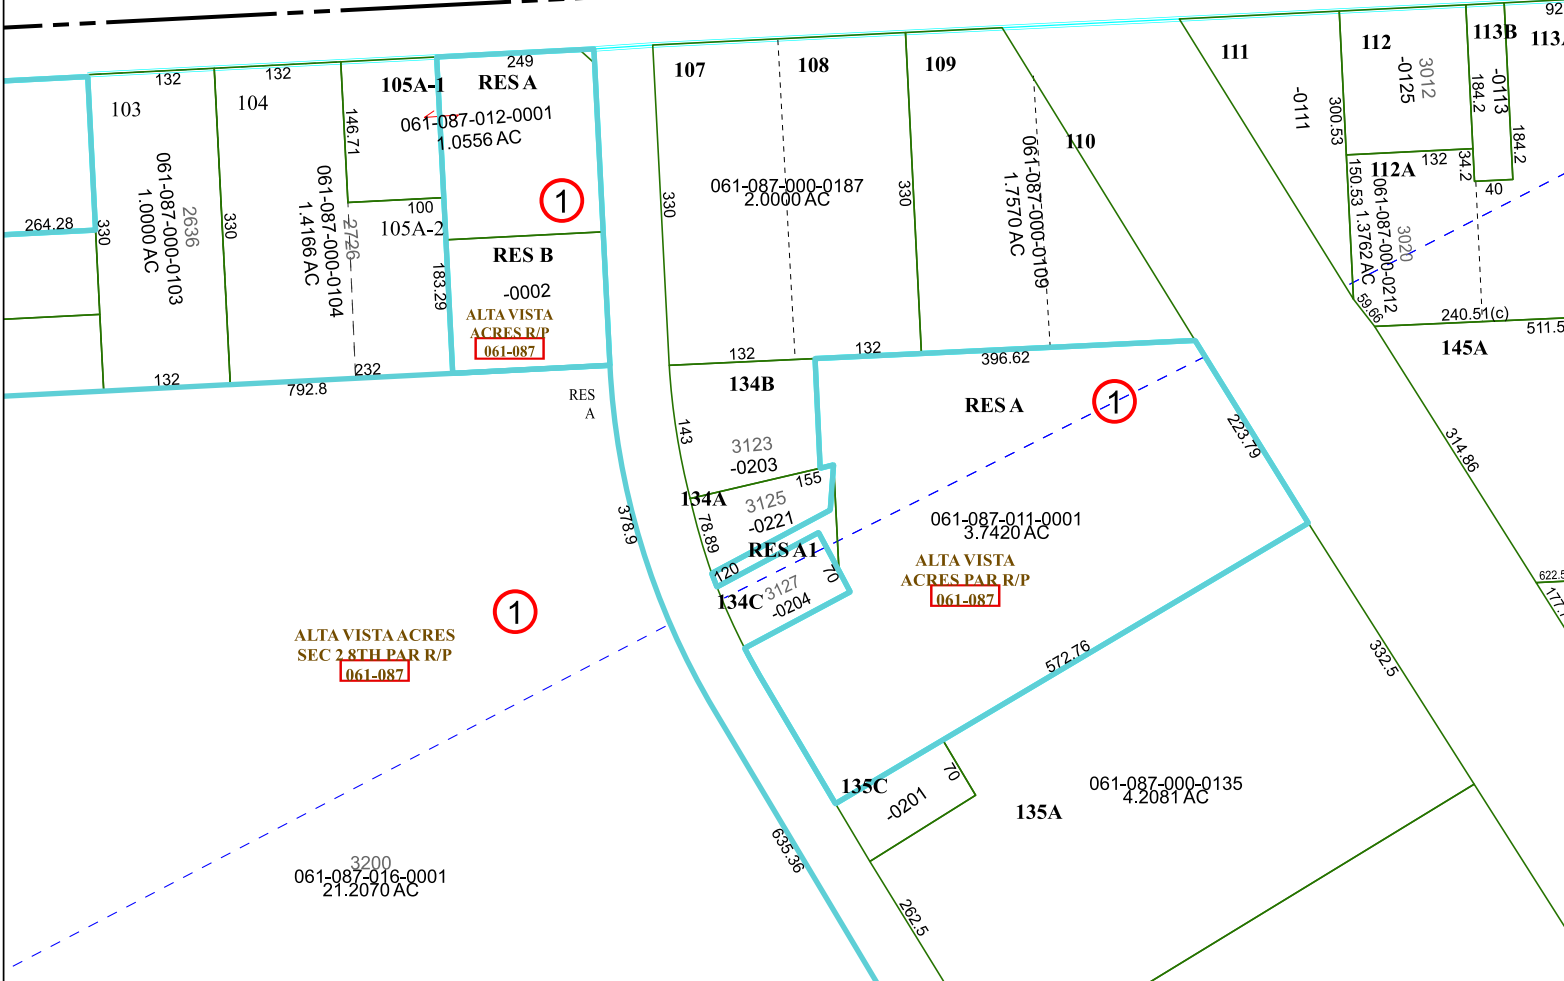 92
249
132
132
105A-1
RES A
103
104
061-087-012-0001
1.0556 AC
146.71
107
108
109
110
111
112
113B
3012
-0125
184.2
-0113
184.2
-0111
300.53
34.2
132
112A
40
150.53
1.3762 AC
061-087-000-0212
3020
59.66
240.51(c)
511.5
145A
1
061-087-000-0103
1.0000 AC
2636
330
330
061-087-000-0104
1.4166 AC
2726
100
105A-2
183.29
264.28
RES B
-0002
ALTA VISTA
ACRES R/P
061-087
132
792.8
232
RES
A
330
061-087-000-0187
2.0000 AC
330
061-087-000-0109
1.7570 AC
132
132
396.62
134B
143
3123
-0203
155
134A
3125
-0221
78.89
RES A1
120
70
3127
-0204
134C
RES A
1
223.79
061-087-011-0001
3.7420 AC
ALTA VISTA
ACRES PAR R/P
061-087
572.76
314.86
332.5
378.9
1
ALTA VISTA ACRES
SEC 2 8TH PAR R/P
061-087
3200
061-087-016-0001
21.2070 AC
635.36
135C
70
-0201
135A
061-087-000-0135
4.2081 AC
262.5